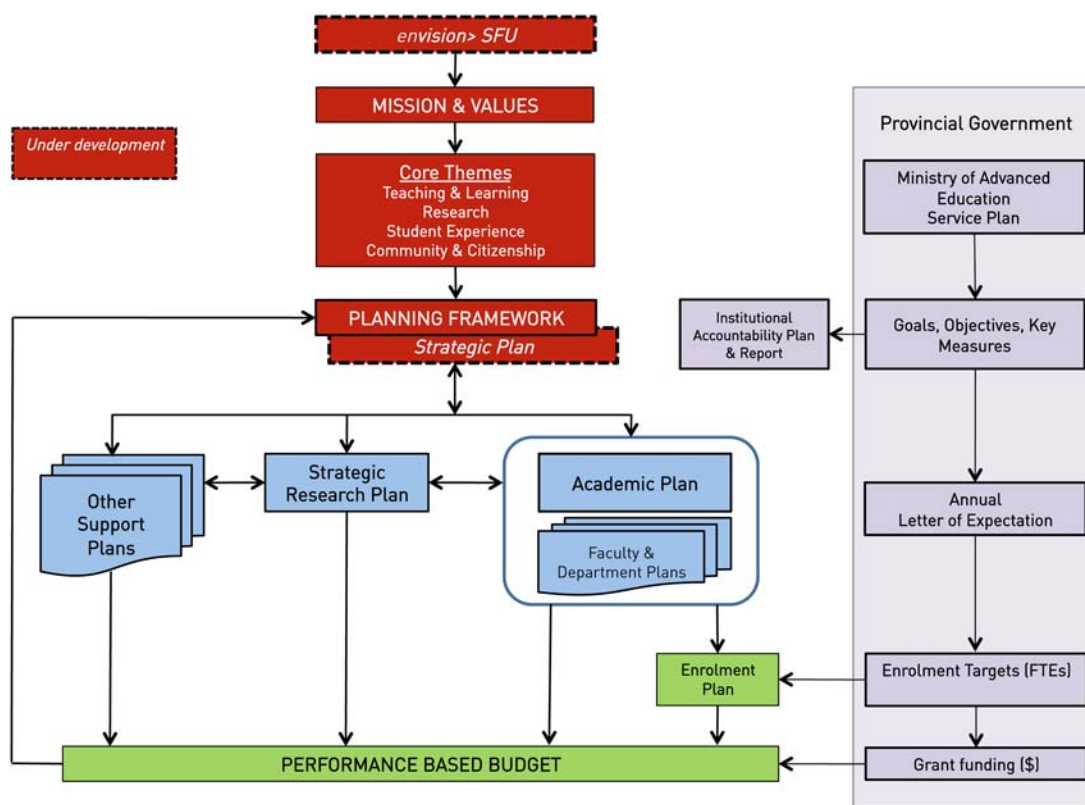 envision> SFU
MISSION & VALUES
Under development
Core Themes
Teaching & Learning
Research
Student Experience
Community & Citizenship
PLANNING FRAMEWORK
Strategic Plan
Other
Support
Plans
Strategic
Research Plan
Academic Plan
Faculty &
Department Plans
Enrolment
Plan
PERFORMANCE BASED BUDGET
Provincial Government
Ministry of Advanced
Education
Service Plan
Goals, Objectives, Key
Measures
Institutional
Accountability Plan
& Report
Annual
Letter of Expectation
Enrolment Targets (FTEs)
Grant funding ($)